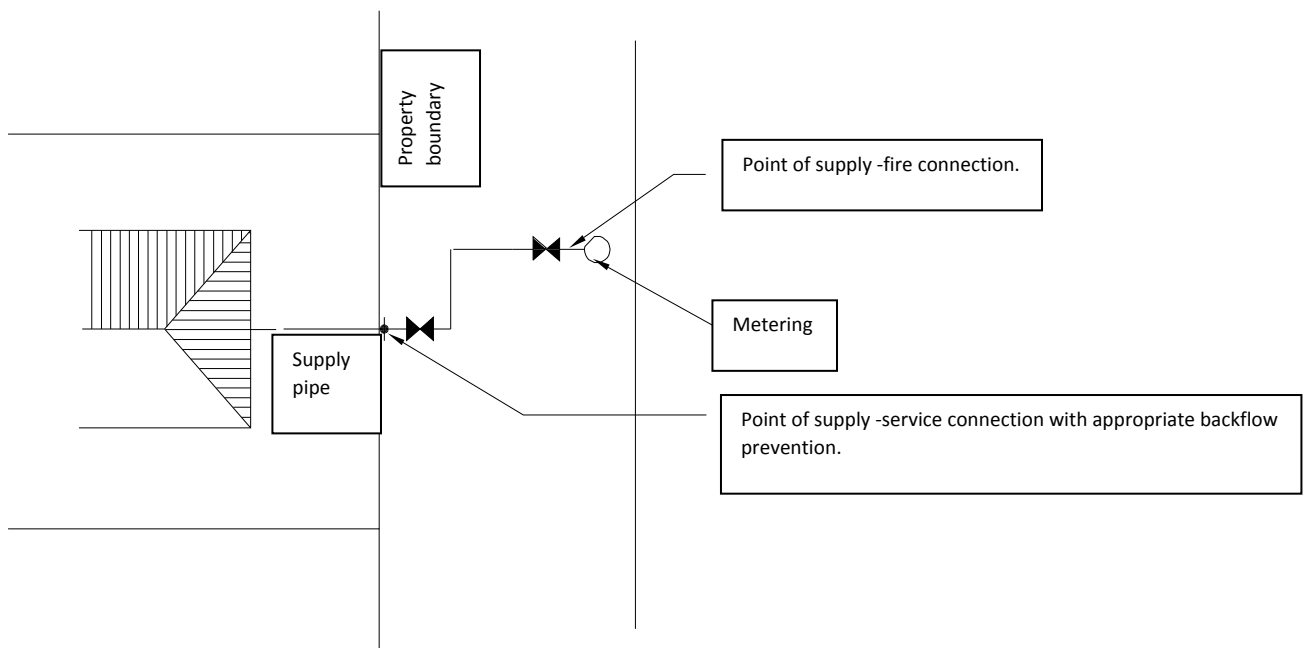 Property
boundary
Point of supply -fire connection.
Metering
Supply
pipe
Point of supply -service connection with appropriate backflow
prevention.